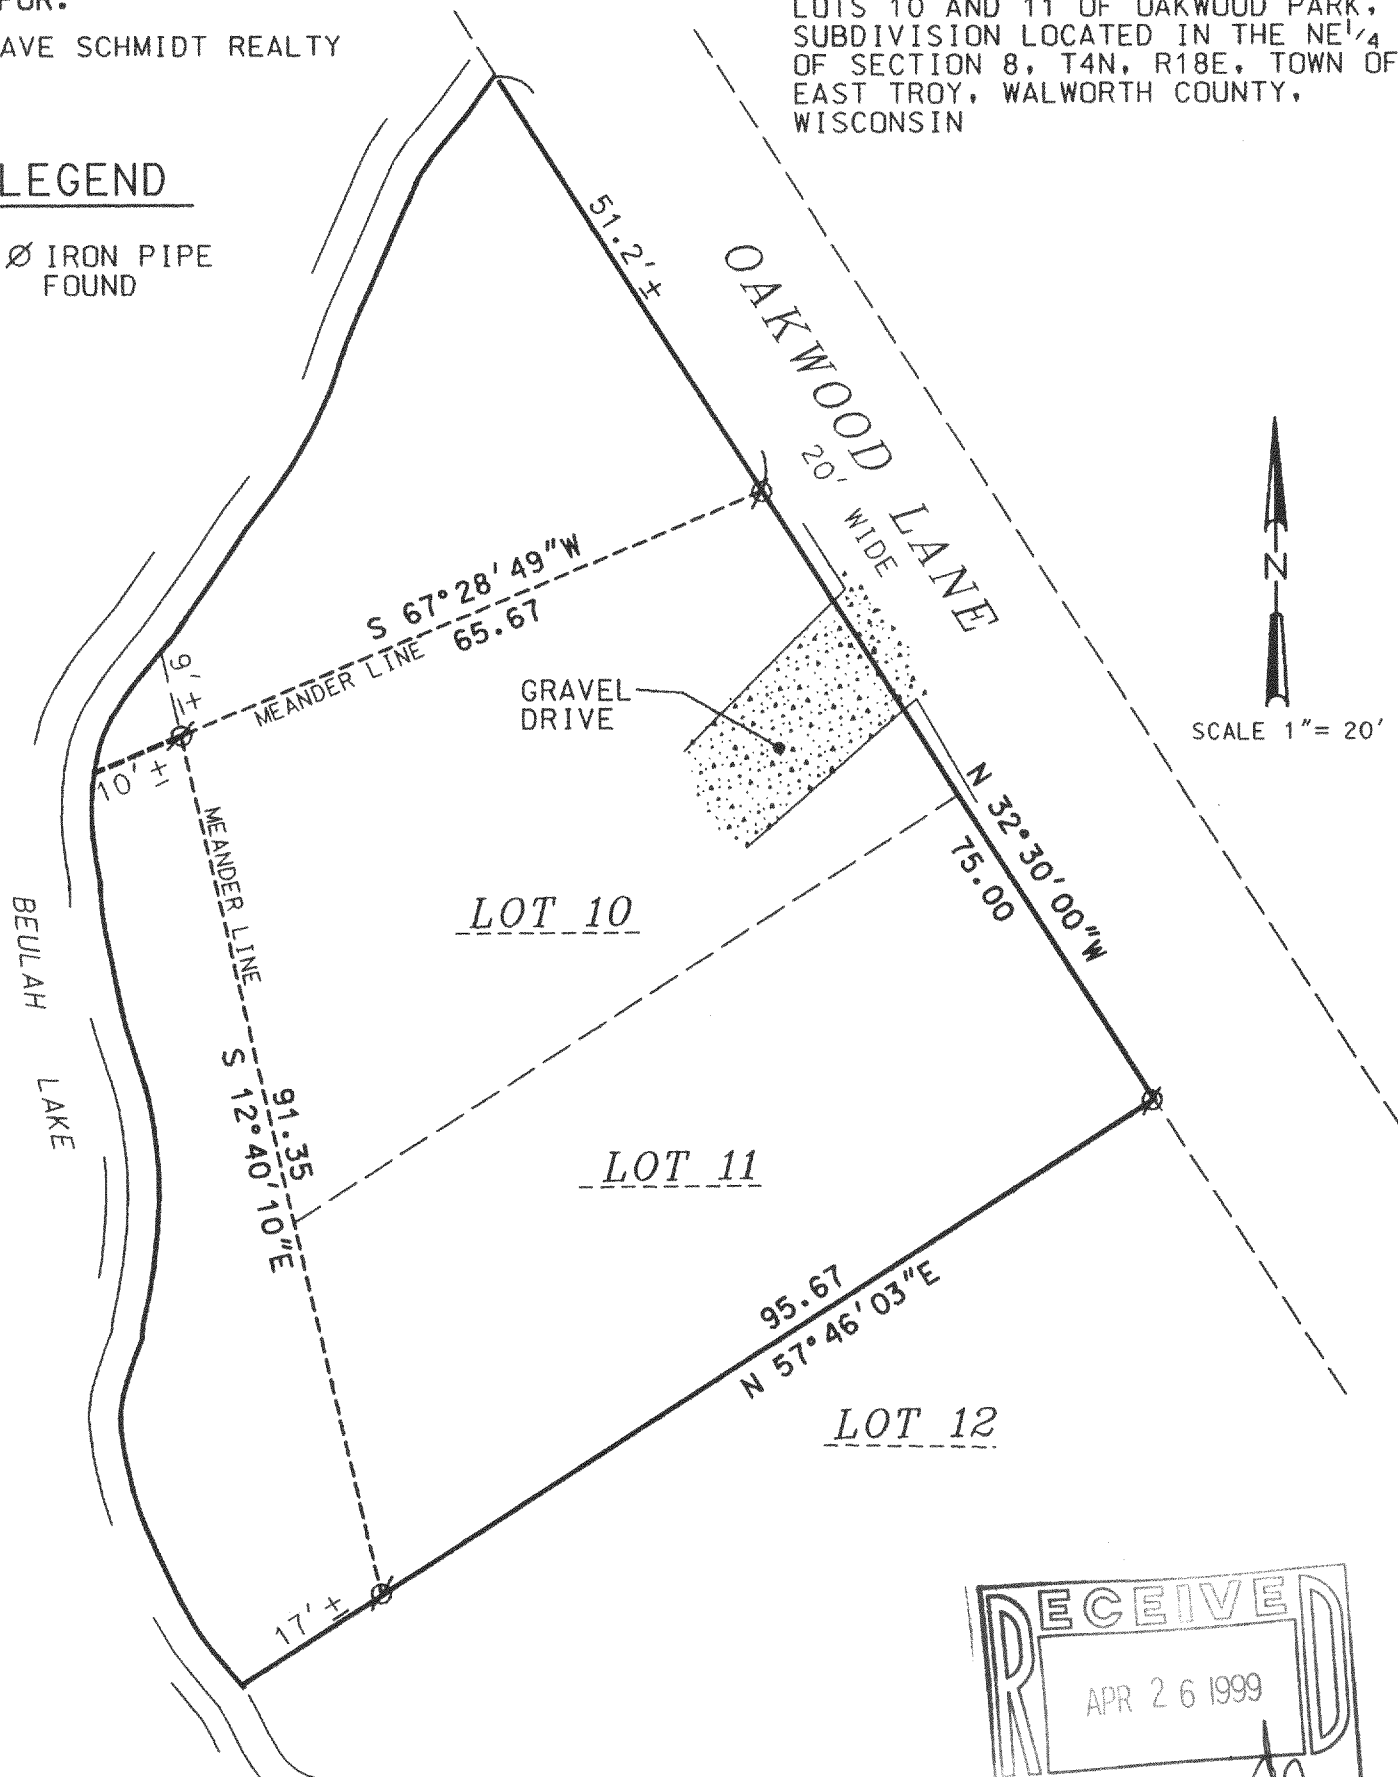 FOR:
AVE SCHMIDT REALTY
LOTS 10 AND 11 OF OAKWOOD PARK,
SUBDIVISION LOCATED IN THE NE1/4
OF SECTION 8, T4N, R18E, TOWN OF
EAST TROY, WALWORTH COUNTY,
WISCONSIN
LEGEND
Ø IRON PIPE
FOUND
51.2'±
OAKWOOD LANE
20' WIDE
S 67°28'49"W
65.67
MEANDER LINE
9'±
10'±
GRAVEL
DRIVE
N
SCALE 1"= 20'
N 32°30'00"W
75.00
MEANDER LINE
LOT 10
BEULAH LAKE
91.35
S 12°40'10"E
LOT 11
95.67
N 57°46'03"E
LOT 12
17'±
RECEIVED
APR 26 1999